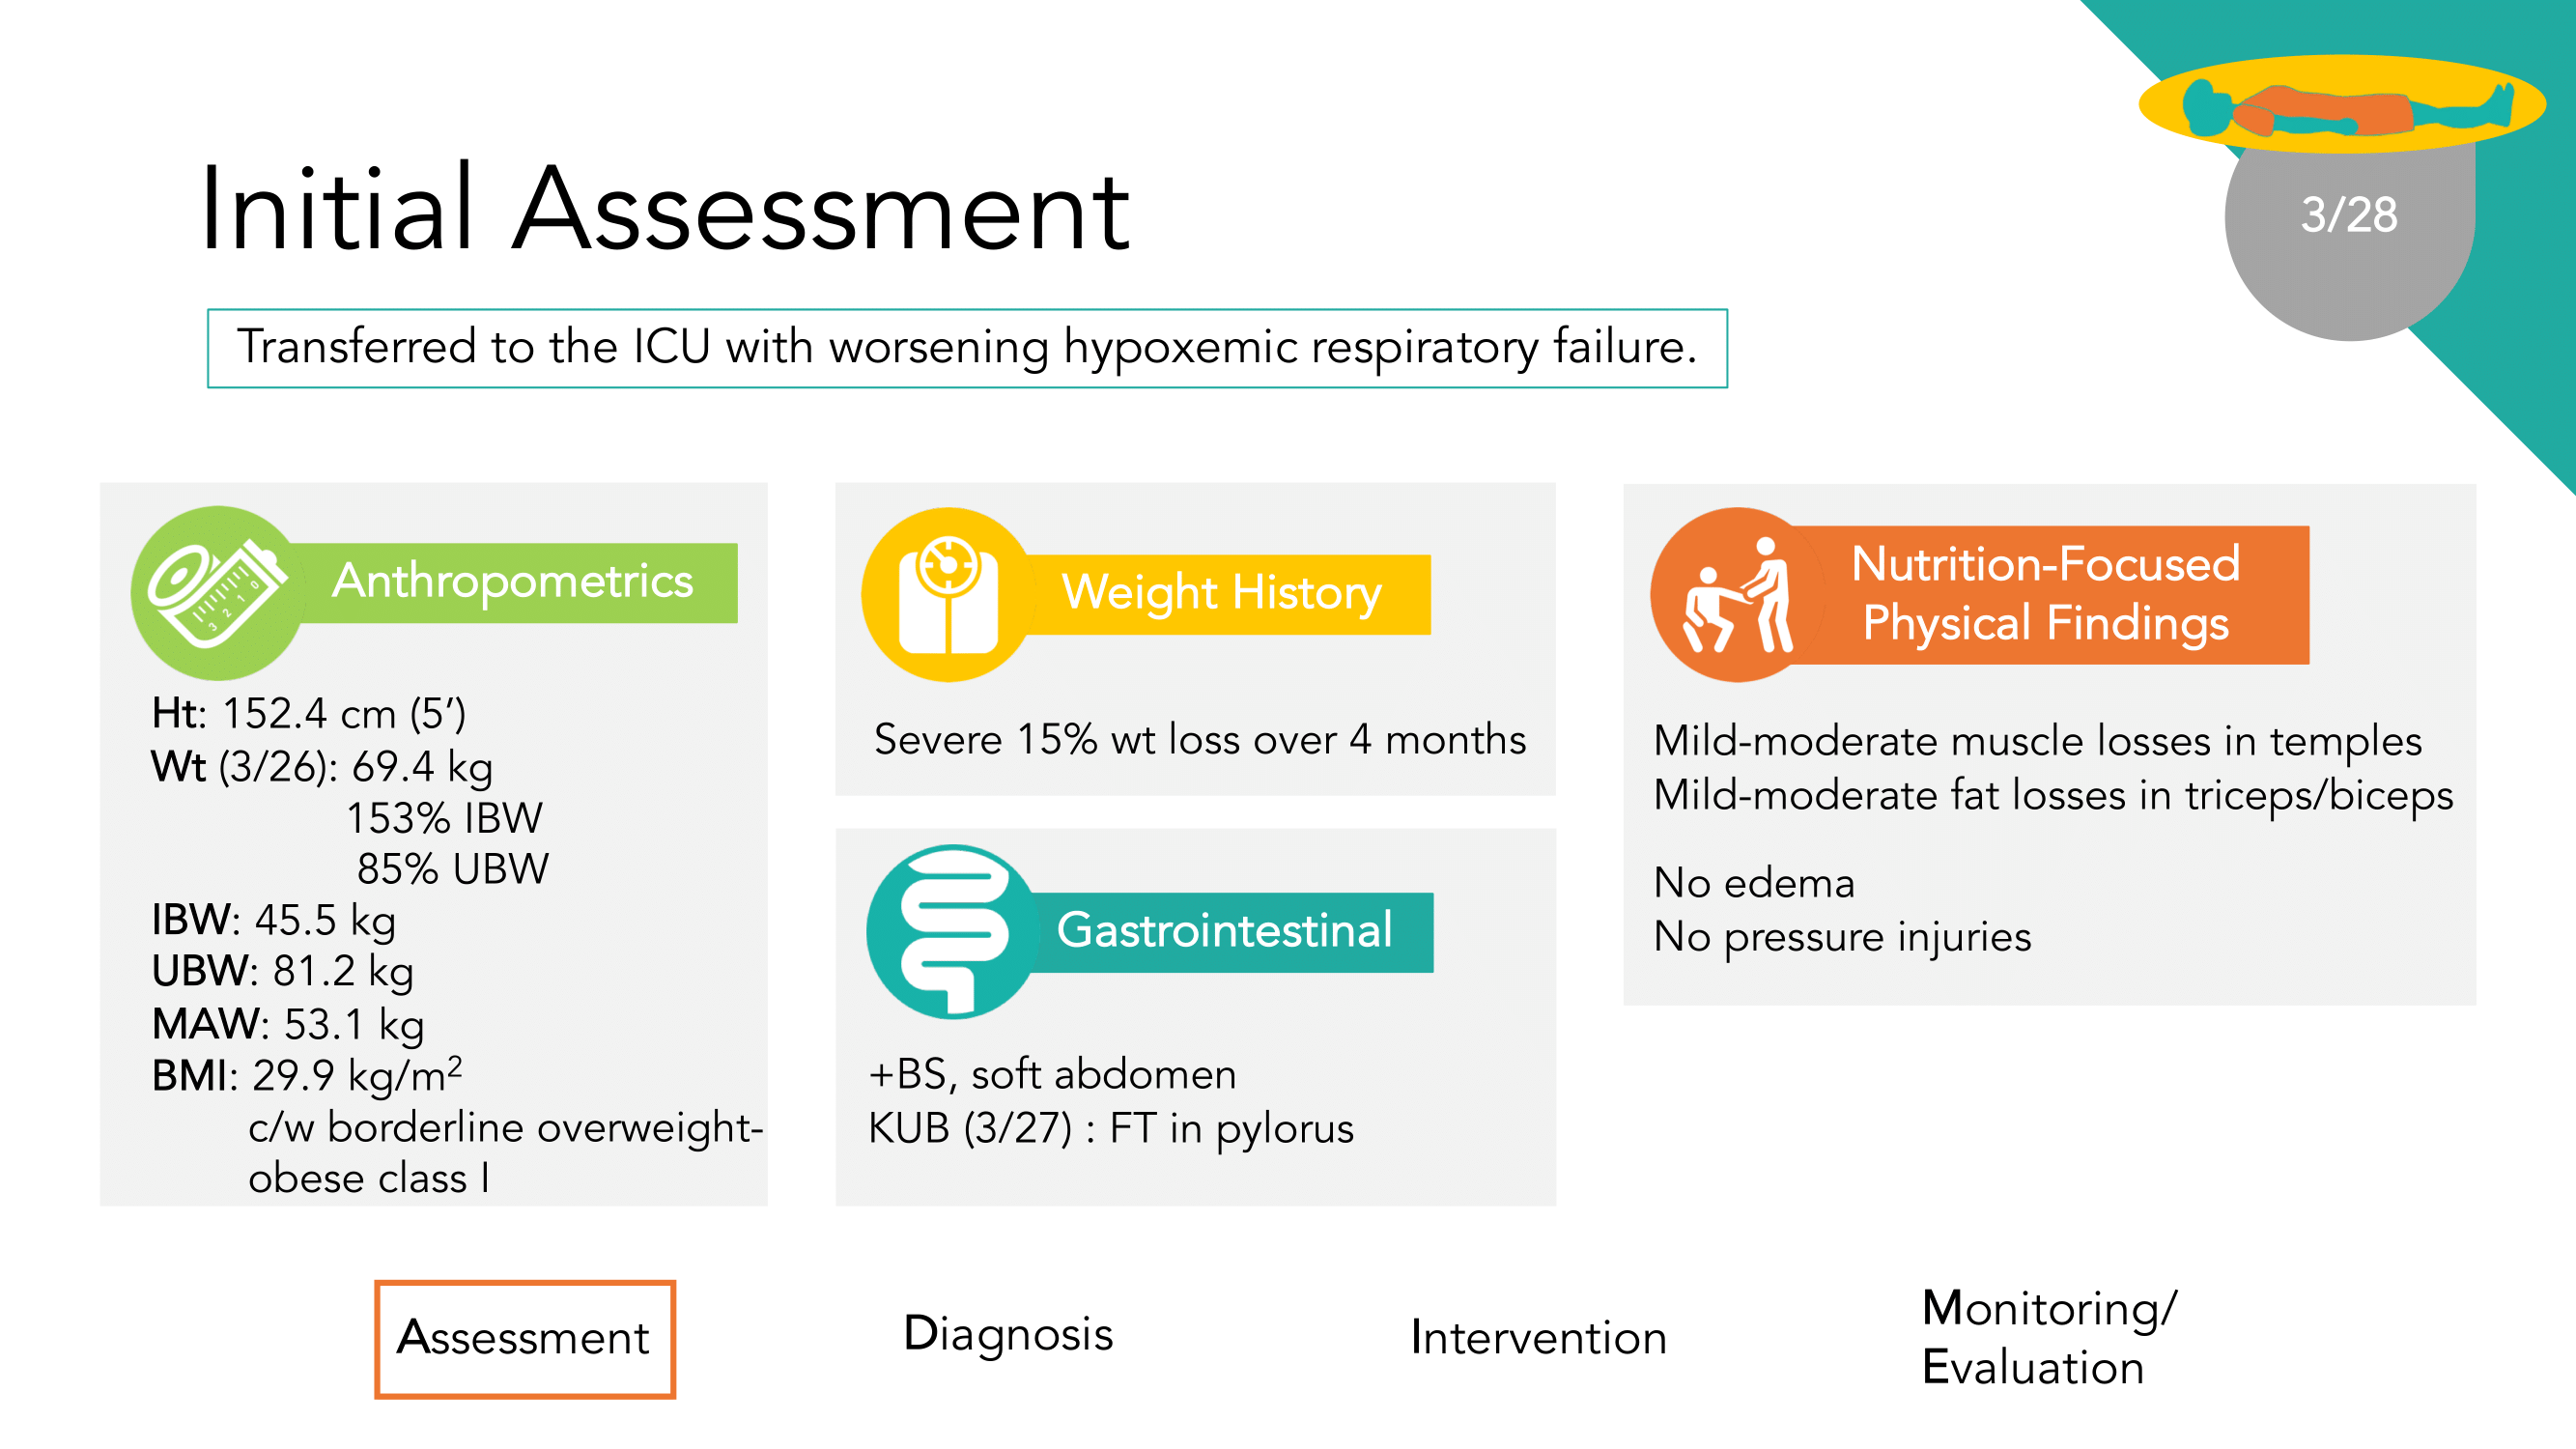 Initial Assessment
3/28
Transferred to the ICU with worsening hypoxemic respiratory failure.
Anthropometrics
Ht: 152.4 cm (5’)
Wt (3/26): 69.4 kg
153% IBW
85% UBW
IBW: 45.5 kg
UBW: 81.2 kg
MAW: 53.1 kg
BMI: 29.9 kg/m²
c/w borderline overweight-
obese class I
Weight History
Severe 15% wt loss over 4 months
Gastrointestinal
+BS, soft abdomen
KUB (3/27) : FT in pylorus
Nutrition-Focused
Physical Findings
Mild-moderate muscle losses in temples
Mild-moderate fat losses in triceps/biceps
No edema
No pressure injuries
Assessment
Diagnosis
Intervention
Monitoring/
Evaluation
3 2 1 0